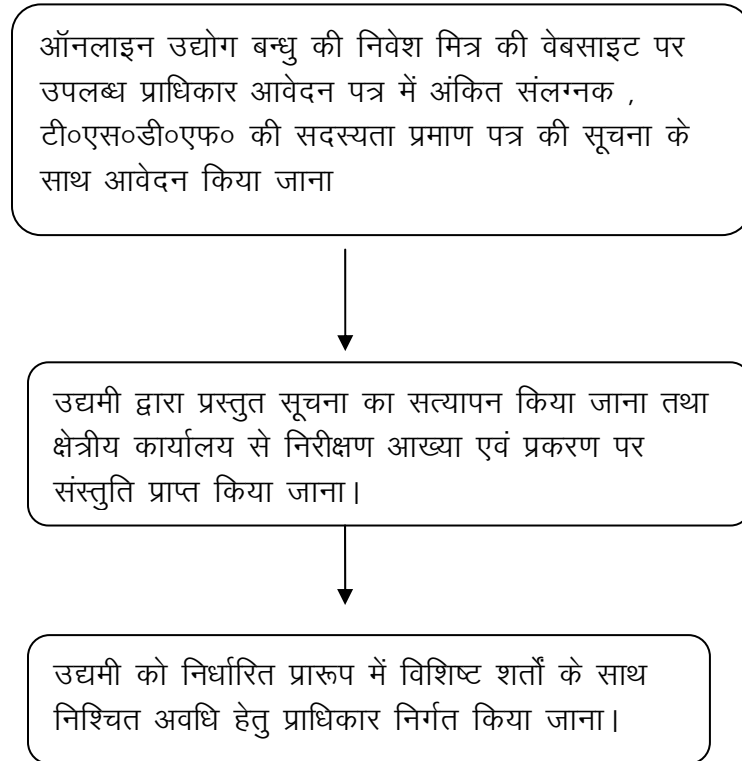 ऑनलाइन उद्योग बन्धु की निवेश मित्र की वेबसाइट पर
उपलब्ध प्राधिकार आवेदन पत्र में अंकित संलग्नक ,
टी०एस०डी०एफ० की सदस्यता प्रमाण पत्र की सूचना के
साथ आवेदन किया जाना
उद्यमी द्वारा प्रस्तुत सूचना का सत्यापन किया जाना तथा
क्षेत्रीय कार्यालय से निरीक्षण आख्या एवं प्रकरण पर
संस्तुति प्राप्त किया जाना।
उद्यमी को निर्धारित प्रारूप में विशिष्ट शर्तों के साथ
निश्चित अवधि हेतु प्राधिकार निर्गत किया जाना।